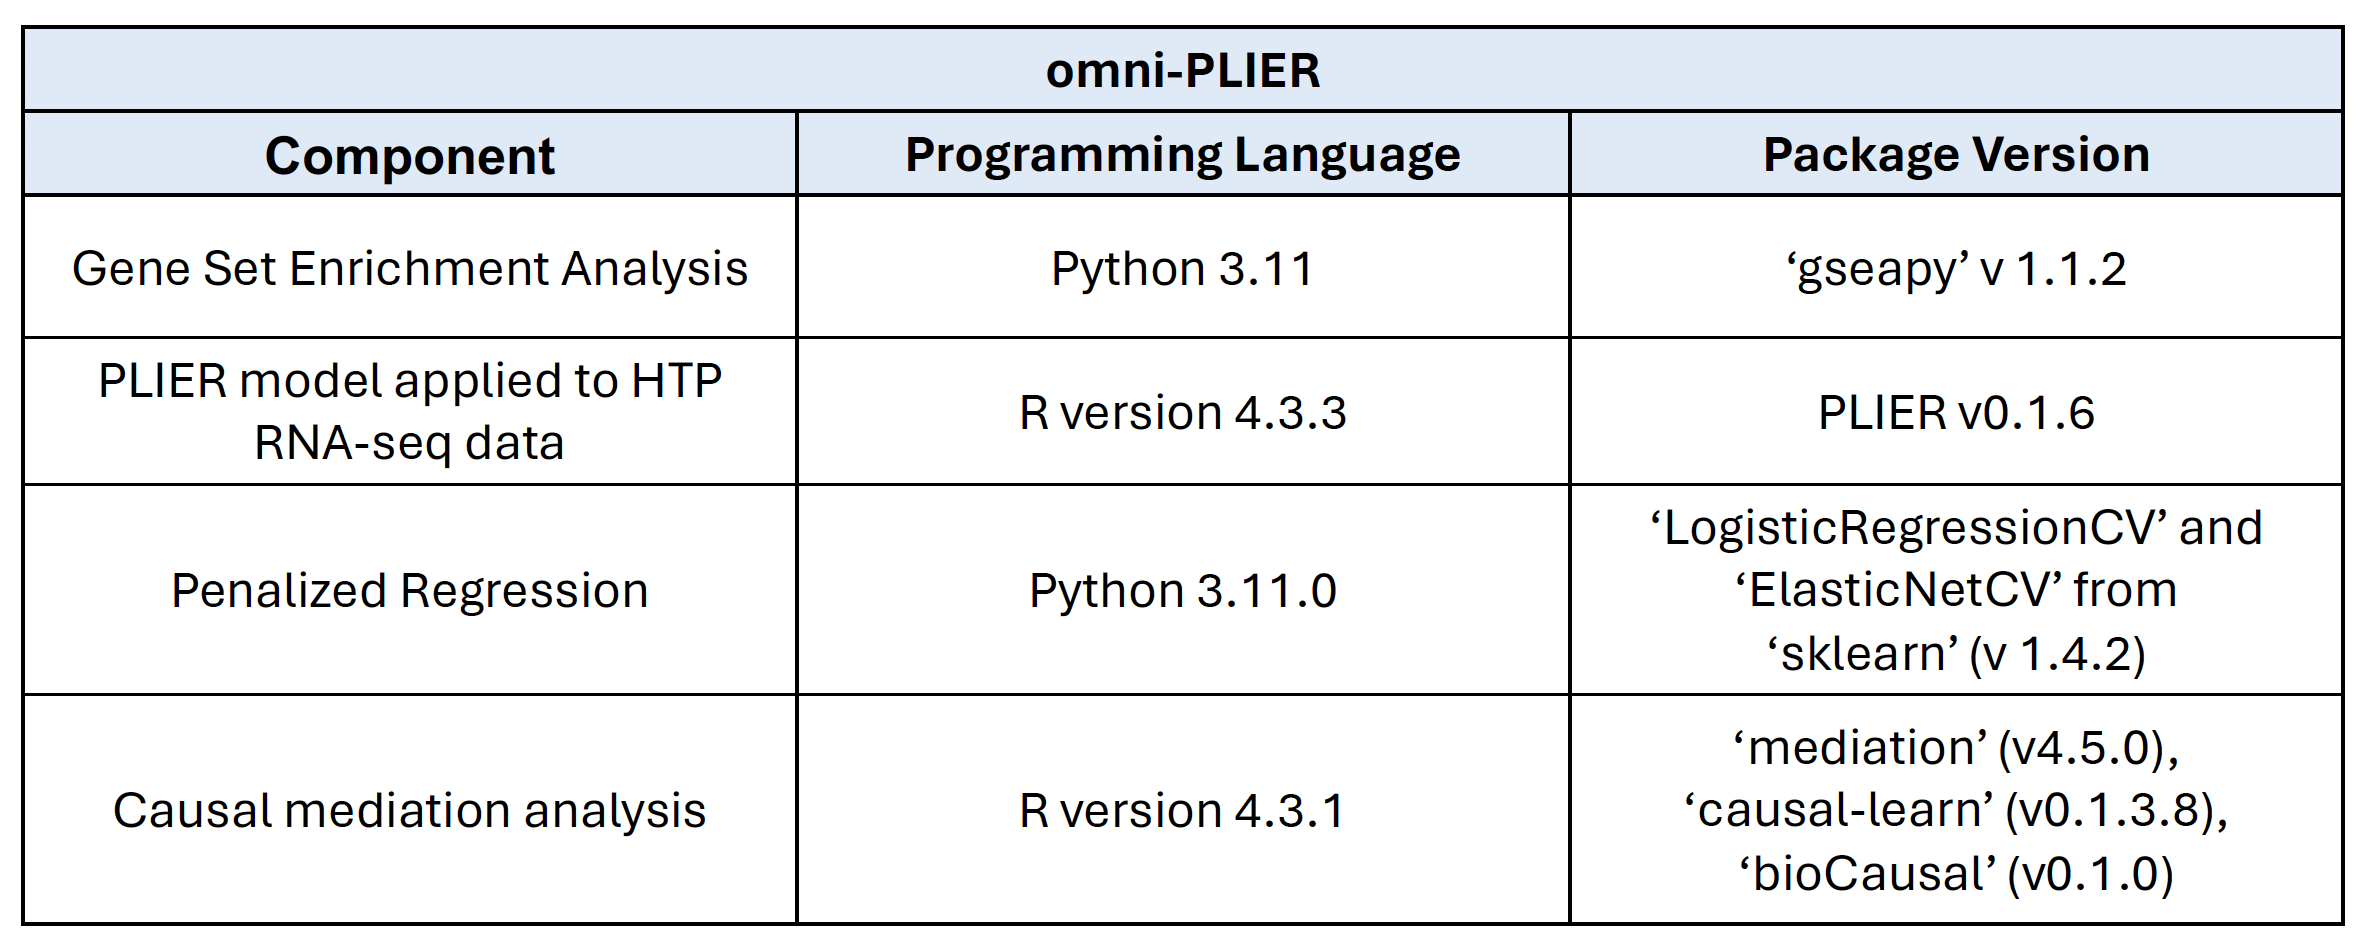 omni-PLIER
Component
Programming Language
Package Version
Gene Set Enrichment Analysis
Python 3.11
‘gseapy’ v 1.1.2
PLIER model applied to HTP
RNA-seq data
R version 4.3.3
PLIER v0.1.6
Penalized Regression
Python 3.11.0
‘LogisticRegressionCV’ and
‘ElasticNetCV’ from
‘sklearn’ (v 1.4.2)
Causal mediation analysis
R version 4.3.1
‘mediation’ (v4.5.0),
‘causal-learn’ (v0.1.3.8),
‘bioCausal’ (v0.1.0)